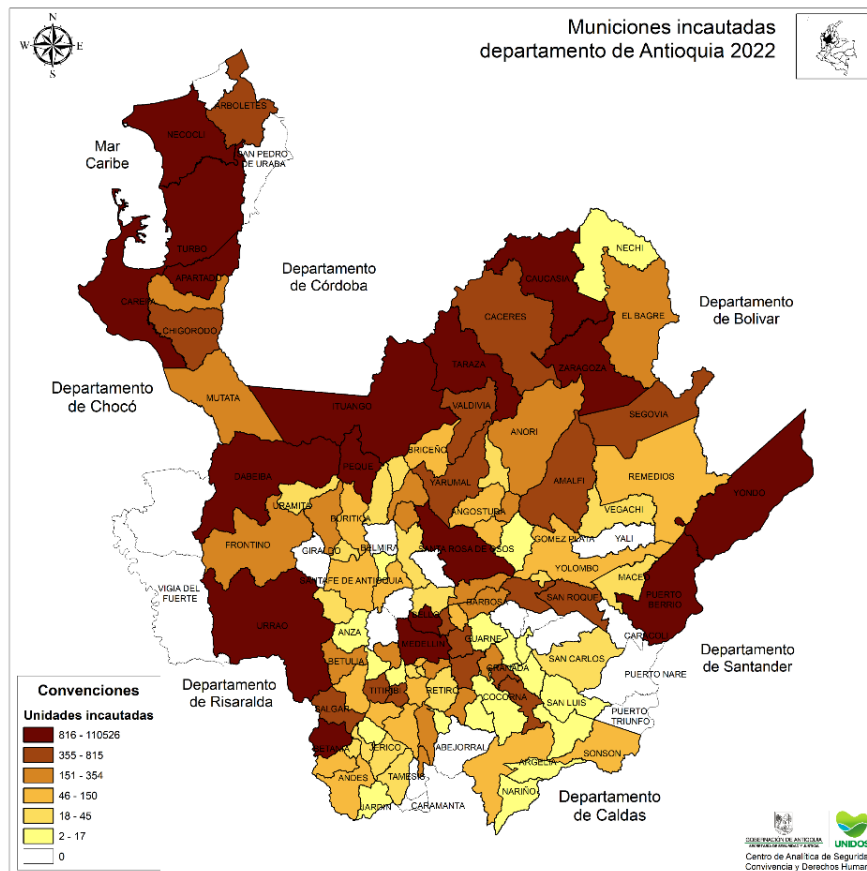 Municiones incautadas
departamento de Antioquia 2022
N
W
E
S
ARBOLETES
NECOCLI
SAN PEDRO
DE URABA
Mar
Caribe
TURBO
APARTADO
CAREPA
CHIGORODO
MUTATA
Departamento
de Córdoba
Departamento
de Chocó
NECHI
CAUCASIA
EL BAGRE
CACERES
Departamento
de Bolivar
TARAZA
ZARAGOZA
ITUANGO
VALDIVIA
SEGOVIA
ANORI
BRICEÑO
DABEIBA
PEQUE
YARUMAL
AMALFI
REMEDIOS
YONDO
URAMITA
BURITICA
ANGOSTURA
VEGACHI
FRONTINO
GIRALDO
BELMIRA
SANTA ROSA DE OSOS
GOMEZ PLATA
YALI
SANTAFE DE ANTIOQUIA
YOLOMBO
MACEO
VIGIA DEL
FUERTE
PUERTO
BERRIO
BARBOS
SAN ROQUE
URRAO
ANZA
BELLO
MEDELLIN
GUARNE
CARACOLI
Departamento
de Santander
BETULIA
GRANADA
SAN CARLOS
PUERTO NARE
Departamento
de Risaralda
TITIRIBI
RETIRO
COCORNA
SAN LUIS
PUERTO
TRIUNFO
SALGAR
BETANIA
JERICO
ABEJORRAL
SONSON
ANDES
TAMESIS
ARGELIA
JARDIN
CARAMANTA
NARIÑO
Departamento
de Caldas
Convenciones
Unidades incautadas
816 - 110526
355 - 815
151 - 354
46 - 150
18 - 45
2 - 17
0
GOBERNACIÓN DE ANTIOQUIA
UNIDOS
Centro de Analítica de Segurida
Convivencia y Derechos Human